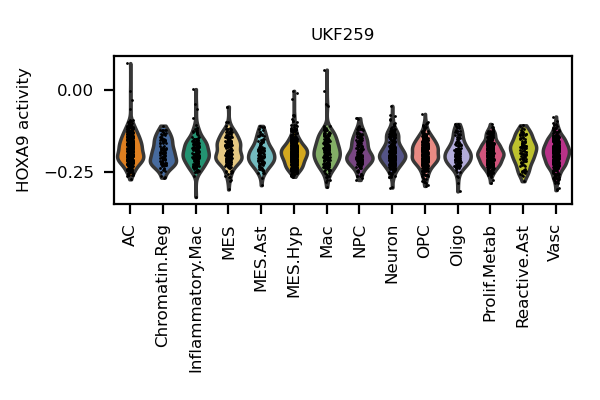 UKF259
HOXA9 activity
0.00
−0.25
AC
Chromatin.Reg
Inflammatory.Mac
MES
MES.Ast
MES.Hyp
Mac
NPC
Neuron
OPC
Oligo
Prolif.Metab
Reactive.Ast
Vasc